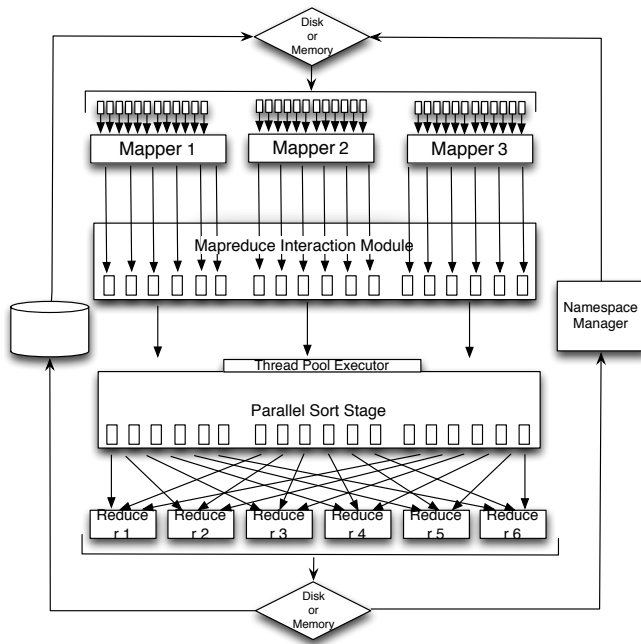 Disk
or
Memory
Mapper 1
Mapper 2
Mapper 3
Mapreduce Interaction Module
Namespace
Manager
Thread Pool Executor
Parallel Sort Stage
Reduce
r 1
Reduce
r 2
Reduce
r 3
Reduce
r 4
Reduce
r 5
Reduce
r 6
Disk
or
Memory